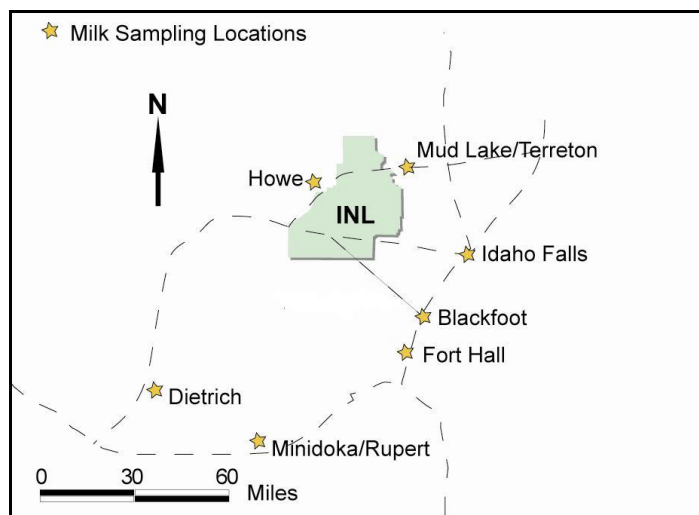 Milk Sampling Locations
N
Mud Lake/Terreton
Howe
INL
Idaho Falls
Blackfoot
Fort Hall
Dietrich
Minidoka/Rupert
0 30 60
Miles